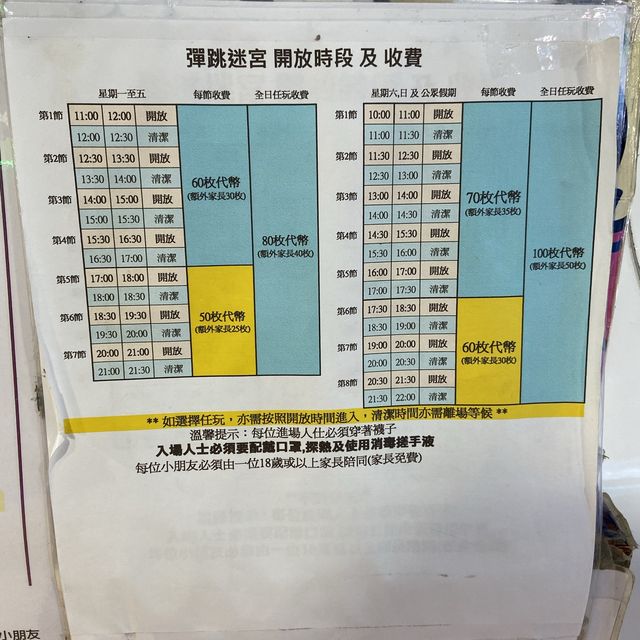 彈跳迷宮 開放時段 及 收費
星期一至五 每節收費 全日任玩收費
第1節 11:00 12:00 開放
12:00 12:30 清潔
第2節 12:30 13:30 開放
13:30 14:00 清潔
第3節 14:00 15:00 開放
15:00 15:30 清潔
第4節 15:30 16:30 開放
16:30 17:00 清潔
第5節 17:00 18:00 開放
18:00 18:30 清潔
第6節 18:30 19:30 開放
19:30 20:00 清潔
第7節 20:00 21:00 開放
21:00 21:30 清潔
60枚代幣
(額外家長30枚)
50枚代幣
(額外家長25枚)
80枚代幣
(額外家長40枚)
星期六,日 及 公眾假期 每節收費 全日任玩收費
第1節 10:00 11:00 開放
11:00 11:30 清潔
第2節 11:30 12:30 開放
12:30 13:00 清潔
第3節 13:00 14:00 開放
14:00 14:30 清潔
第4節 14:30 15:30 開放
15:30 16:00 清潔
第5節 16:00 17:00 開放
17:00 17:30 清潔
第6節 17:30 18:30 開放
18:30 19:00 清潔
第7節 19:00 20:00 開放
20:00 20:30 清潔
第8節 20:30 21:30 開放
21:30 22:00 清潔
70枚代幣
(額外家長35枚)
60枚代幣
(額外家長30枚)
100枚代幣
(額外家長50枚)
** 如選擇任玩，亦需按照開放時間進入，清潔時間亦需離場等候 **
溫馨提示：每位進場人仕必須穿著襪子
入場人士必須要配戴口罩,探熱及使用消毒搓手液
每位小朋友必須由一位18歲或以上家長陪同(家長免費)
小朋友